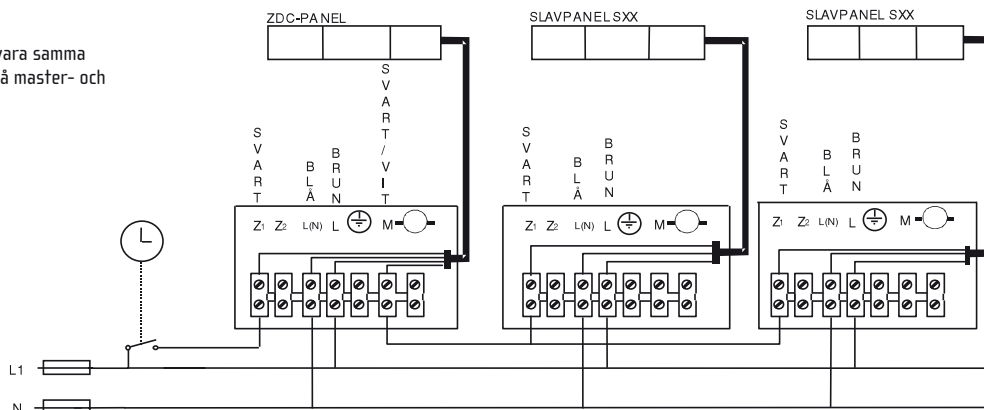 vara samma
å master- och
ZDC-PANEL
SLAVPANEL SXX
SLAVPANEL SXX
SVART
BLÅ
BRUN
SVART/VIT
SVART
BLÅ
BRUN
SVART
BLÅ
BRUN
Z1 Z2 L(N) L M
Z1 Z2 L(N) L M
Z1 Z2 L(N) L M
L1
N